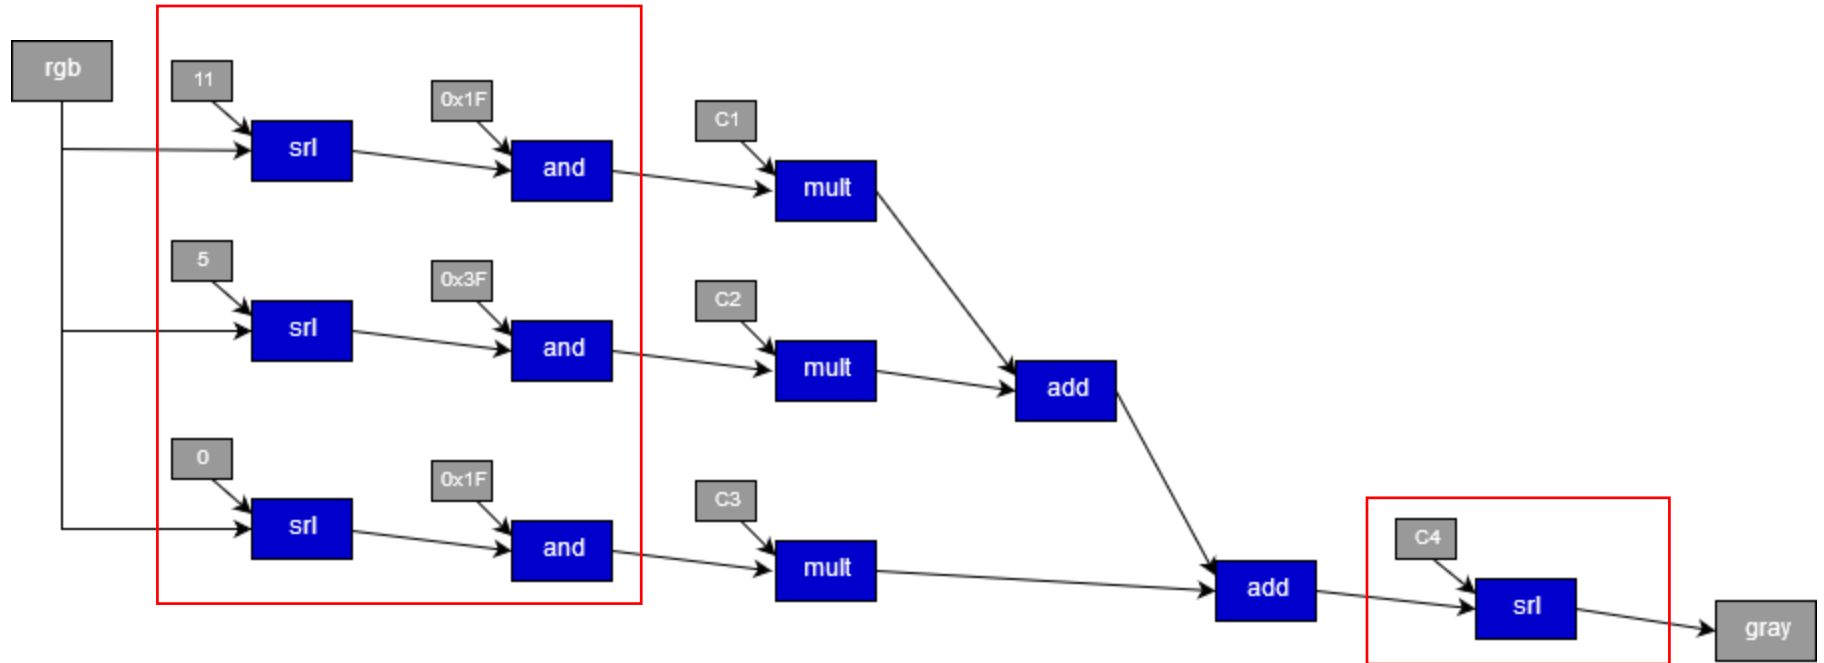 rgb
11
srl
0x1F
and
C1
mult
5
srl
0x3F
and
C2
mult
add
0
srl
0x1F
and
C3
mult
add
C4
srl
gray